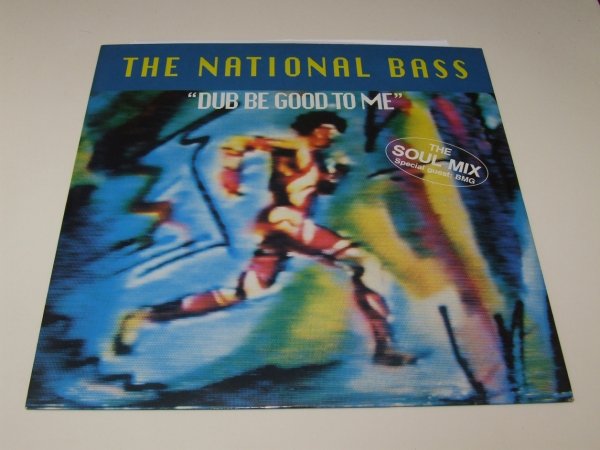 THE NATIONAL BASS
"DUB BE GOOD TO ME"
THE
SOUL MIX
Special guest: BMG